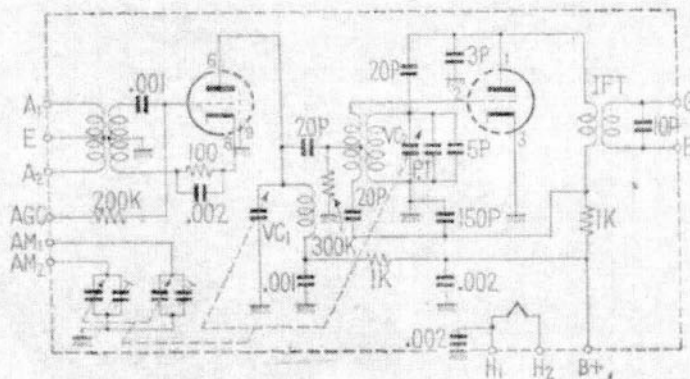 6
1
.001
20P
3P
A₁
2
IFT
E
20P
VC₂
5P
10P
9
3
A₂
100
.002
20P
200K
AGC
150P
1K
VC₁
300K
AM₁
AM₂
.001
1K
.002
.002
H₁
H₂
B+